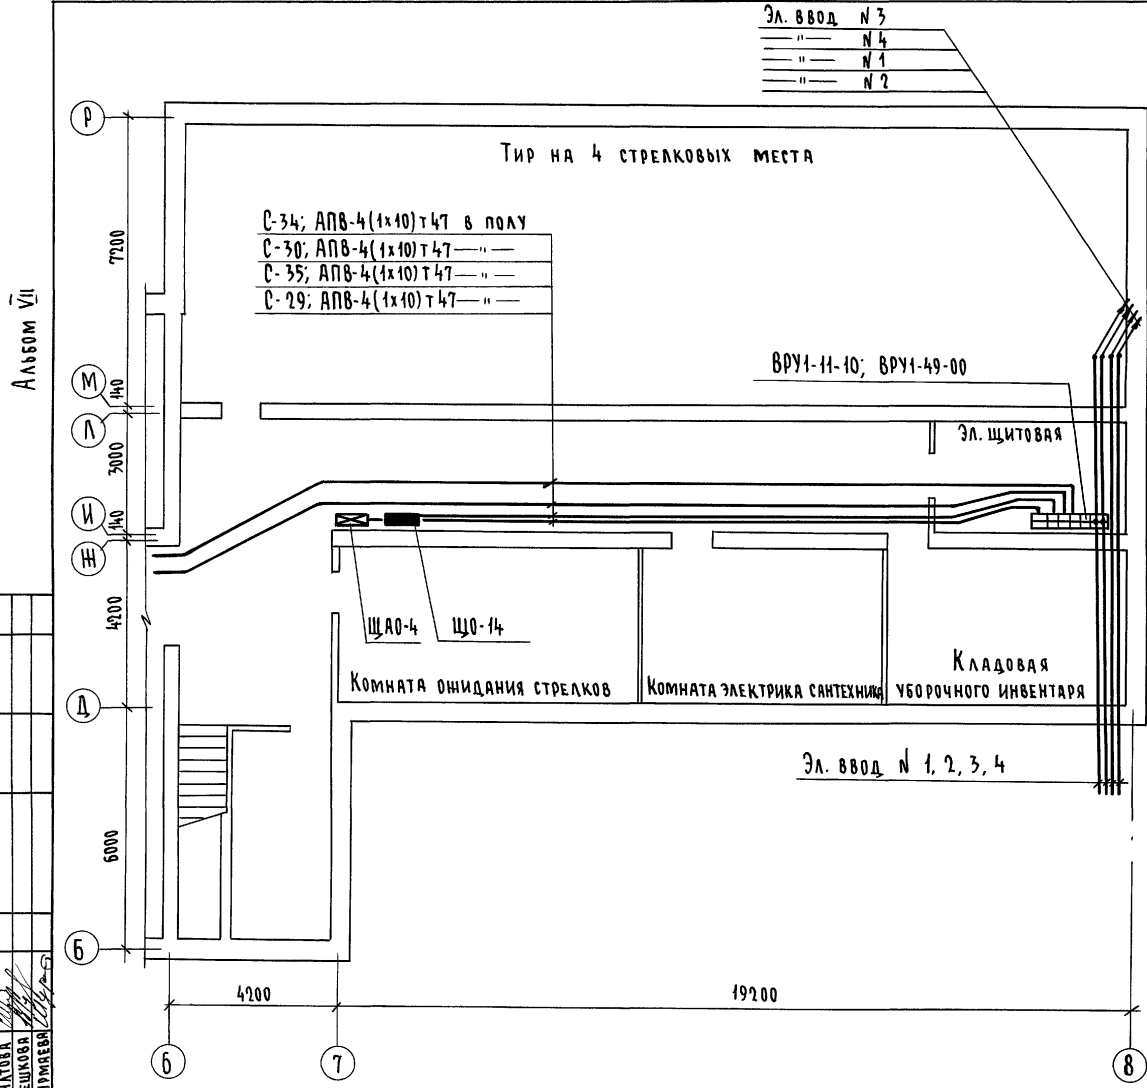 Эл. ввод N 3
—"— N 4
—"— N 1
—"— N 2
Р
Тир на 4 стрелковых места
С-34; АПВ-4(1х10)т47 в полу
С-30; АПВ-4(1х10)т47—"—
С-35; АПВ-4(1х10)т47—"—
С-29; АПВ-4(1х10)т47—"—
7200
Альбом VII
ВРУ1-11-10; ВРУ1-49-00
М
140
Л
Эл. щитовая
3000
И
140
Ж
4200
ЩАО-4
ЩО-14
Комната ожидания стрелков
Комната электрика сантехника
Кладовая
уборочного инвентаря
Д
Эл. ввод N 1, 2, 3, 4
6000
Б
4200
19200
6
7
8